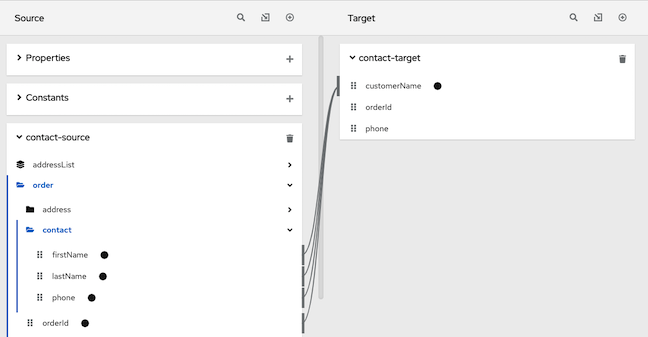 Source
Properties
Constants
contact-source
addressList
order
address
contact
firstName
lastName
phone
orderId
Target
contact-target
customerName
orderId
phone